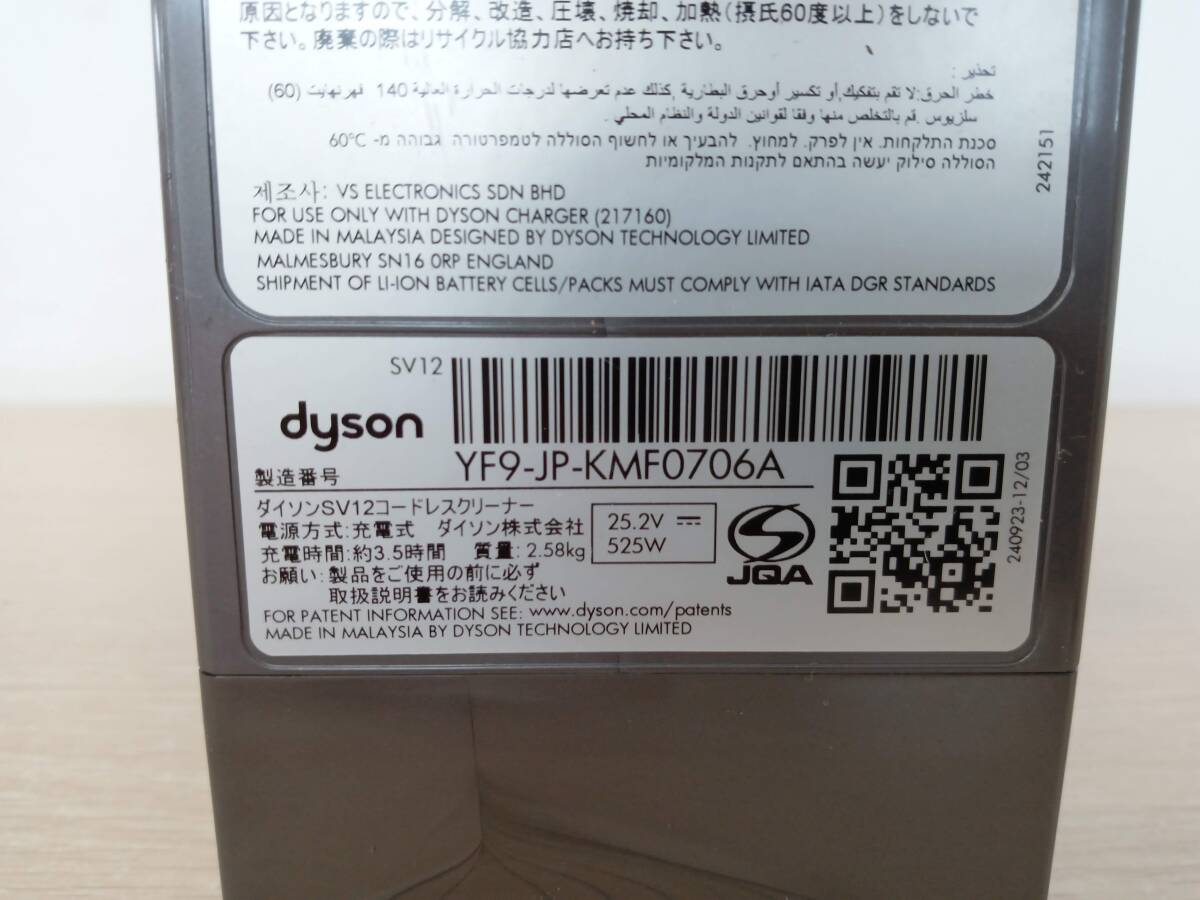 原因となりますので、分解、改造、圧壊、焼却、加熱(摂氏60度以上)をしないで
下さい。廃棄の際はリサイクル協力店へお持ち下さい。
تحذير :
خطر الحرق:لا تقم بتفكيك,أو تكسير أوحرق البطارية ,كذلك عدم تعرضها لدرجات الحرارة العالية 140 فهرنهايت (60)
سلزيوس .قم بالتخلص منها وفقا لقوانين الدولة والنظام المحلي .
סכנת התלקחות. אין לפרק. למחוץ. להבעיר או לחשוף הסוללה לטמפרטורה גבוהה מ- 60°C
הסוללה סילוק יעשה בהתאם לתקנות המלקומיות
242151
제조사: VS ELECTRONICS SDN BHD
FOR USE ONLY WITH DYSON CHARGER (217160)
MADE IN MALAYSIA DESIGNED BY DYSON TECHNOLOGY LIMITED
MALMESBURY SN16 0RP ENGLAND
SHIPMENT OF LI-ION BATTERY CELLS/PACKS MUST COMPLY WITH IATA DGR STANDARDS
SV12
dyson
製造番号 YF9-JP-KMF0706A
ダイソンSV12コードレスクリーナー
電源方式:充電式 ダイソン株式会社
充電時間:約3.5時間 質量: 2.58kg
お願い: 製品をご使用の前に必ず
取扱説明書をお読みください
25.2V
525W
JQA
240923-12/03
FOR PATENT INFORMATION SEE: www.dyson.com/patents
MADE IN MALAYSIA BY DYSON TECHNOLOGY LIMITED